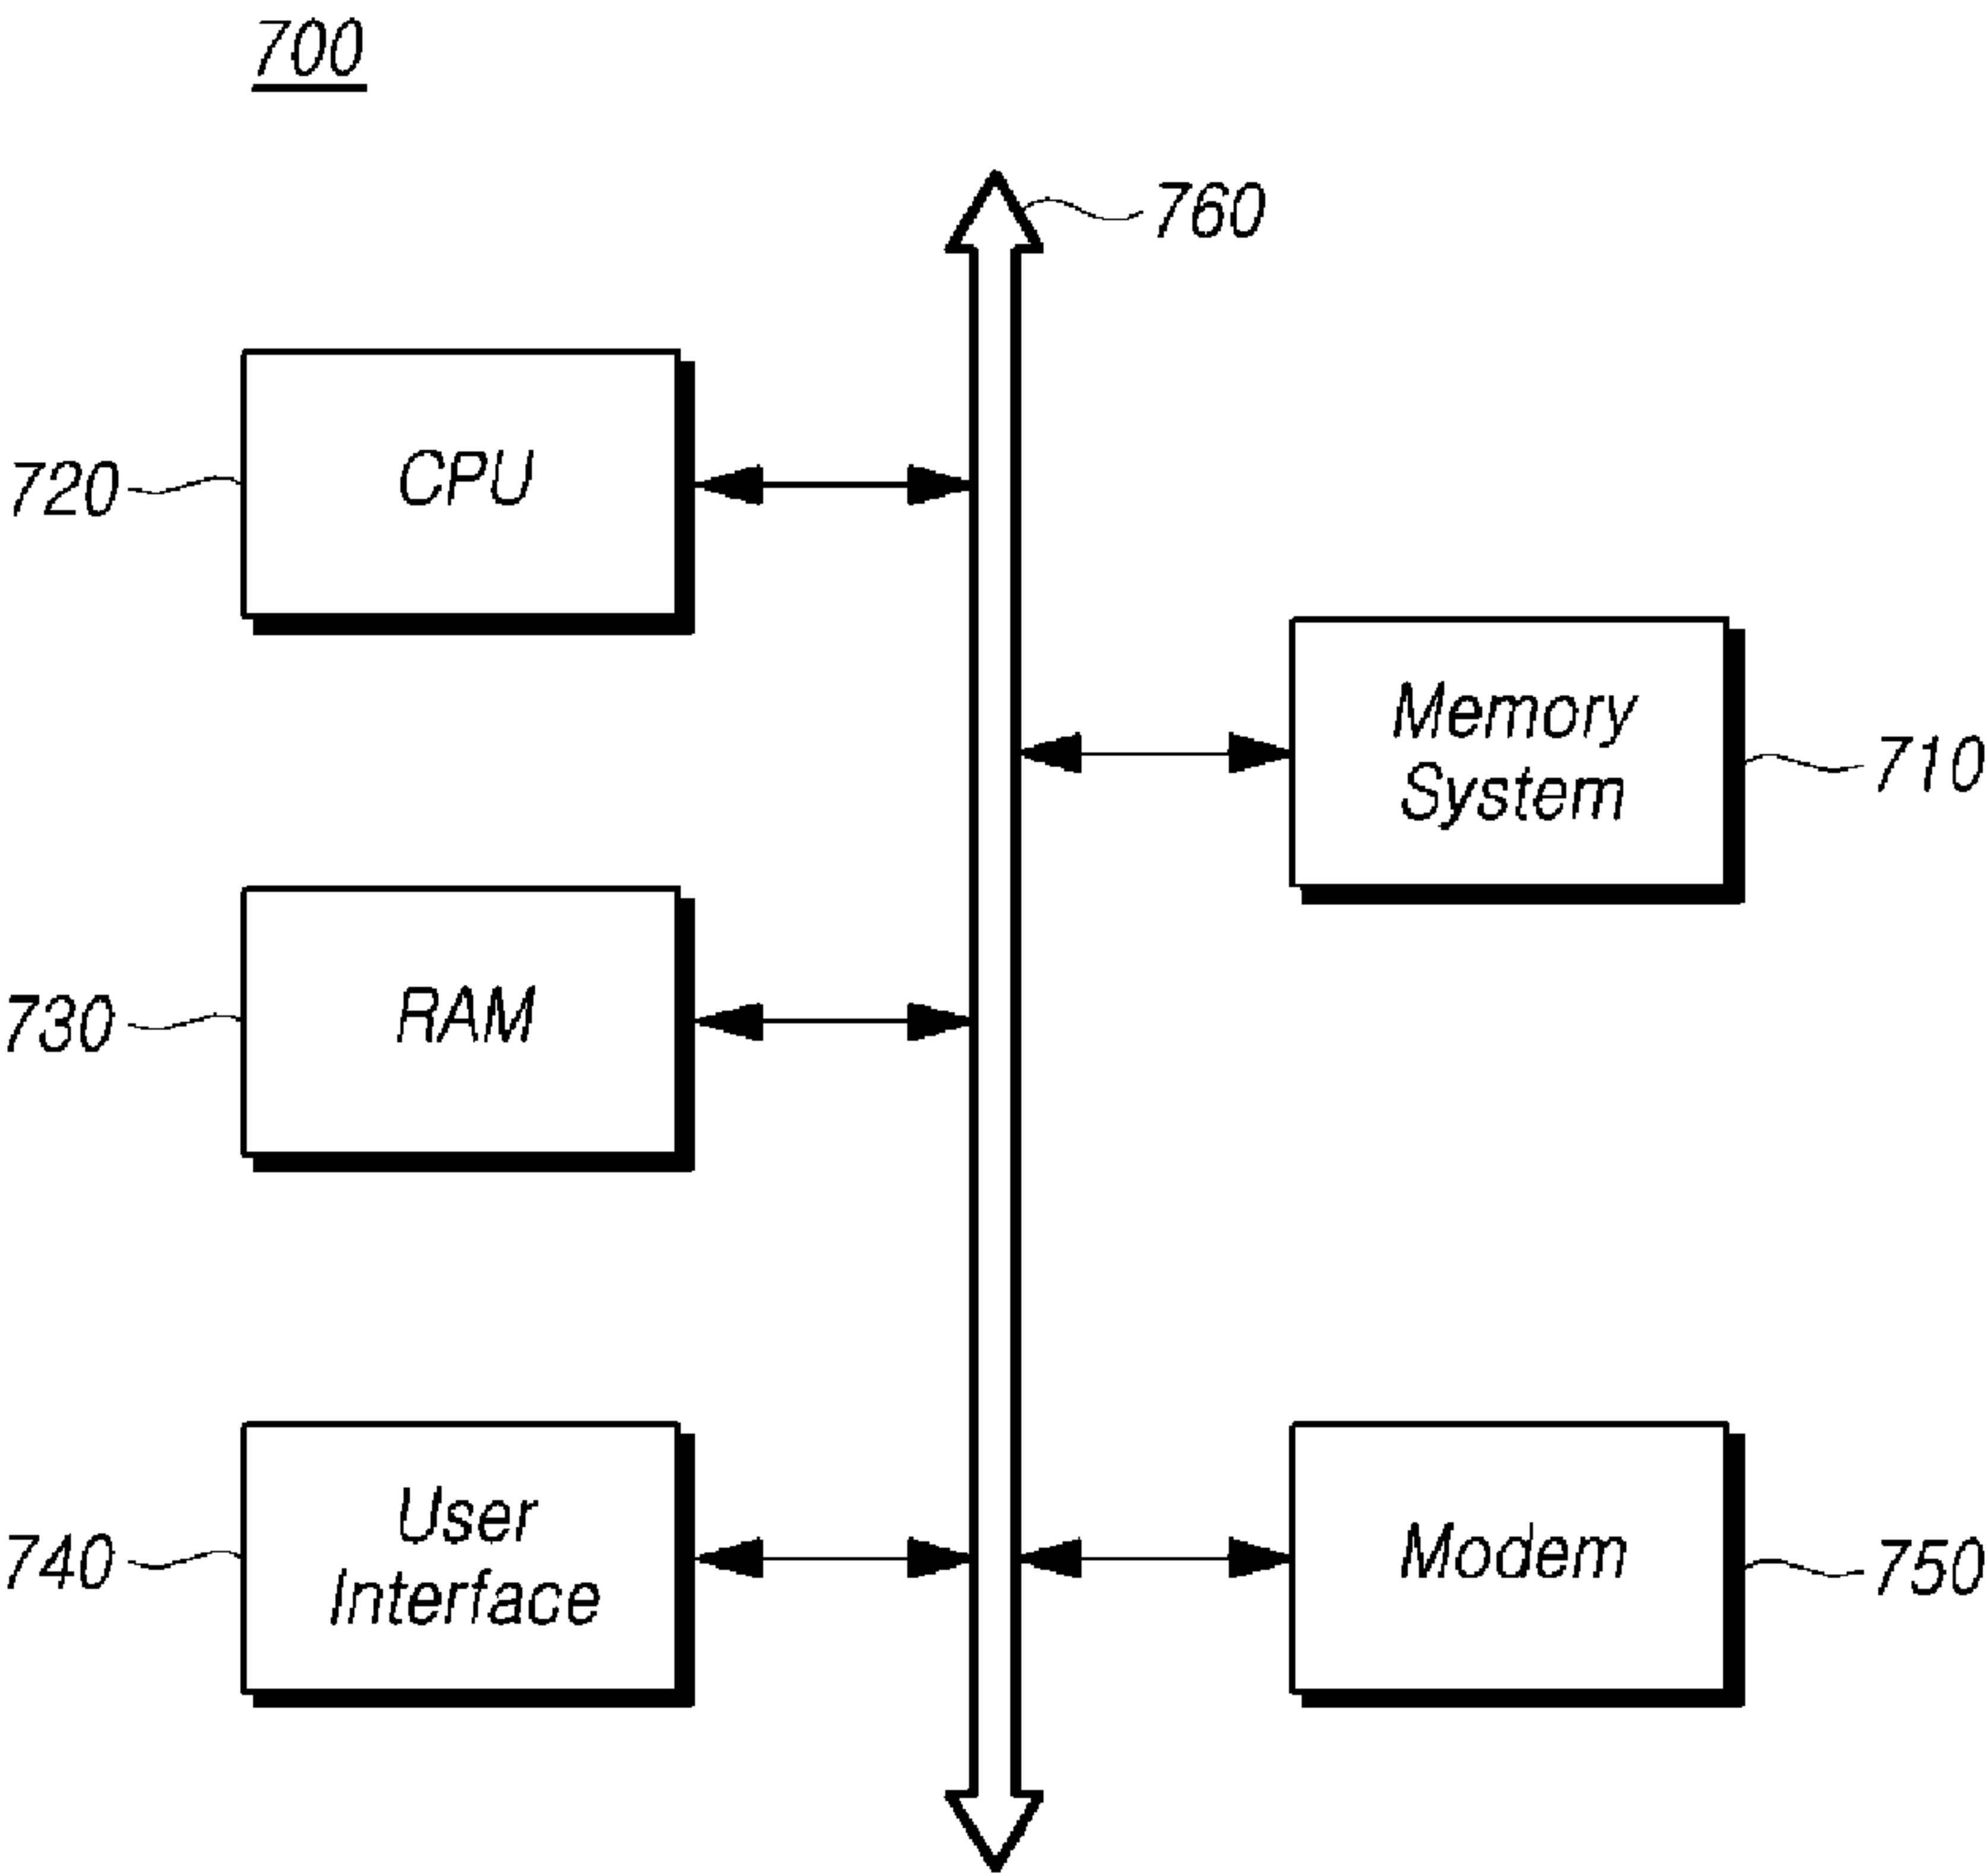 700
760
720
CPU
Memory
System
710
730
RAM
740
User
Interface
Modem
750